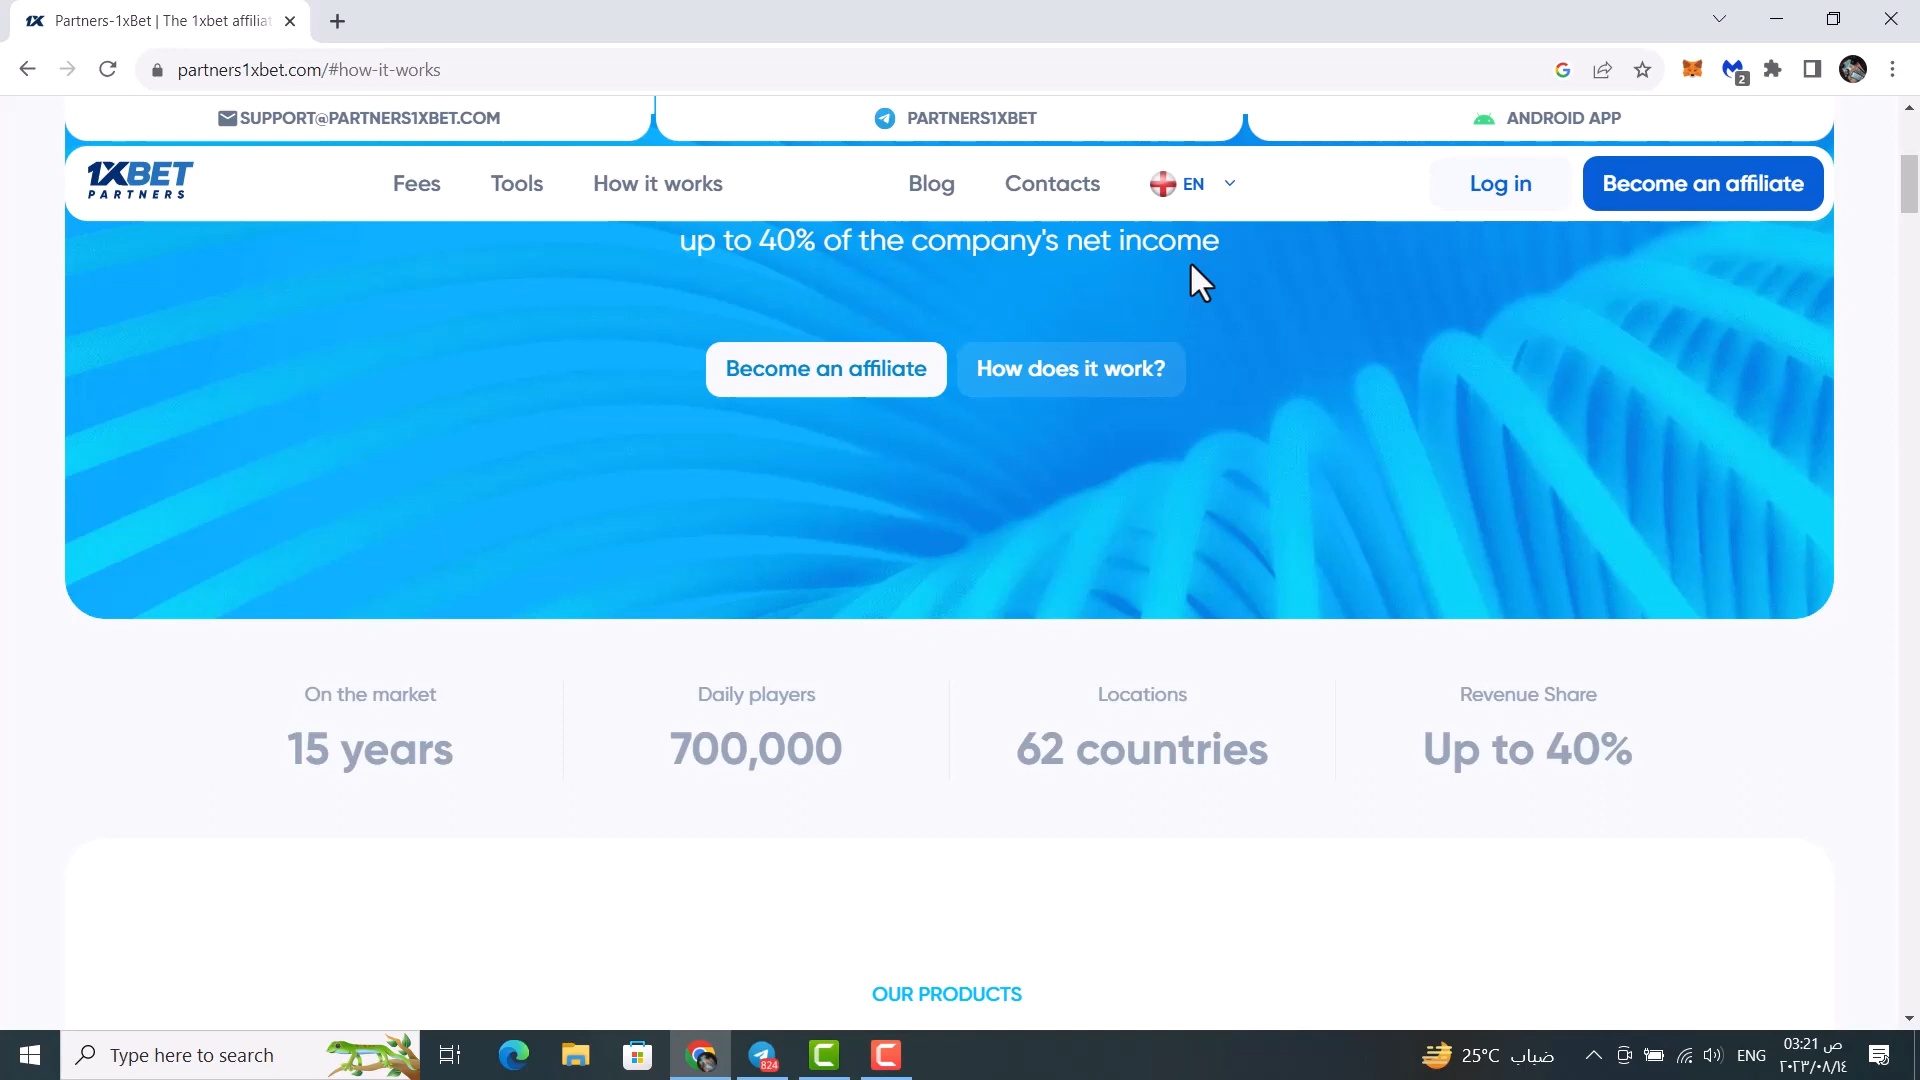 Partners-1xBet | The 1xbet affilia
partners1xbet.com/#how-it-works
2
SUPPORT@PARTNERS1XBET.COM
PARTNERS1XBET
ANDROID APP
1XBET
PARTNERS
Fees
Tools
How it works
Blog
Contacts
EN
Log in
Become an affiliate
up to 40% of the company's net income
Become an affiliate
How does it work?
On the market
15 years
Daily players
700,000
Locations
62 countries
Revenue Share
Up to 40%
OUR PRODUCTS
Type here to search
824
25°C ضباب
ENG
03:21 ص
٢٠٢٣/٠٨/١٤